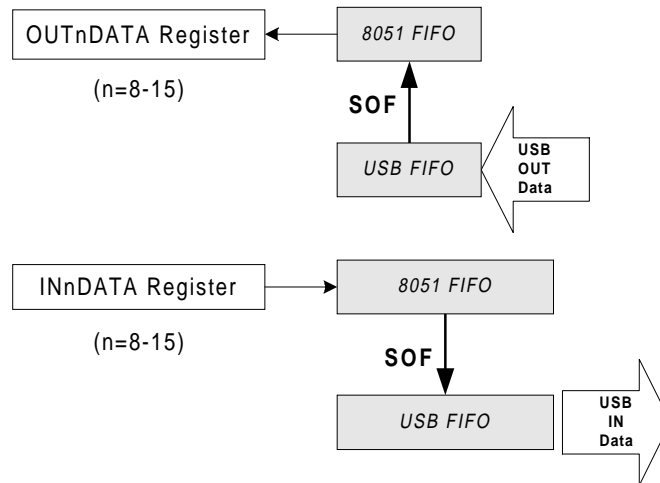 OUTnDATA Register
8051 FIFO
(n=8-15)
SOF
USB FIFO
USB
OUT
Data
INnDATA Register
8051 FIFO
(n=8-15)
SOF
USB FIFO
USB
IN
Data